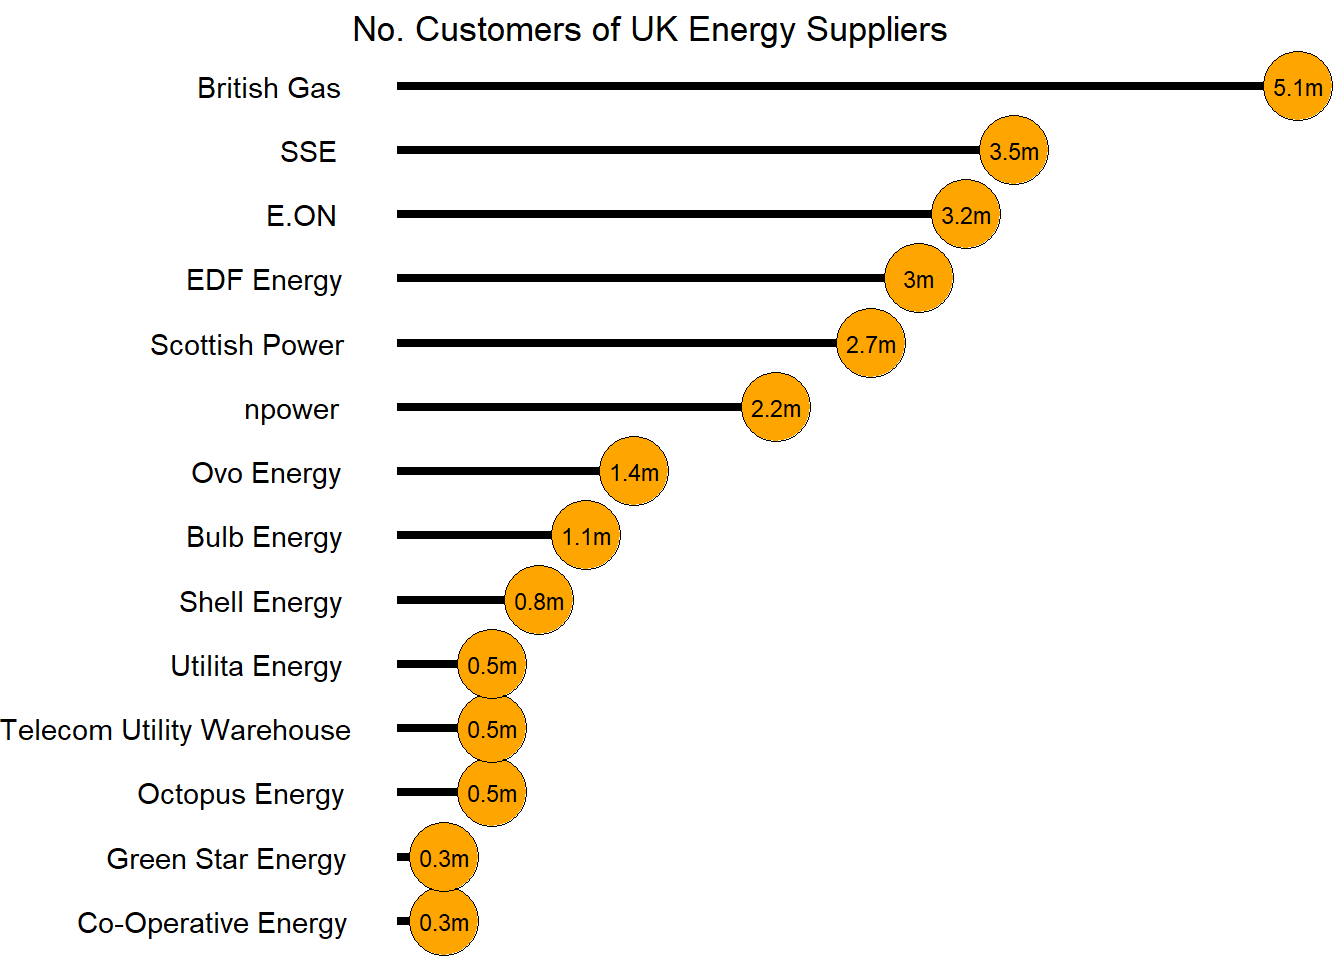 No. Customers of UK Energy Suppliers
British Gas 5.1m
SSE 3.5m
E.ON 3.2m
EDF Energy 3m
Scottish Power 2.7m
npower 2.2m
Ovo Energy 1.4m
Bulb Energy 1.1m
Shell Energy 0.8m
Utilita Energy 0.5m
Telecom Utility Warehouse 0.5m
Octopus Energy 0.5m
Green Star Energy 0.3m
Co-Operative Energy 0.3m